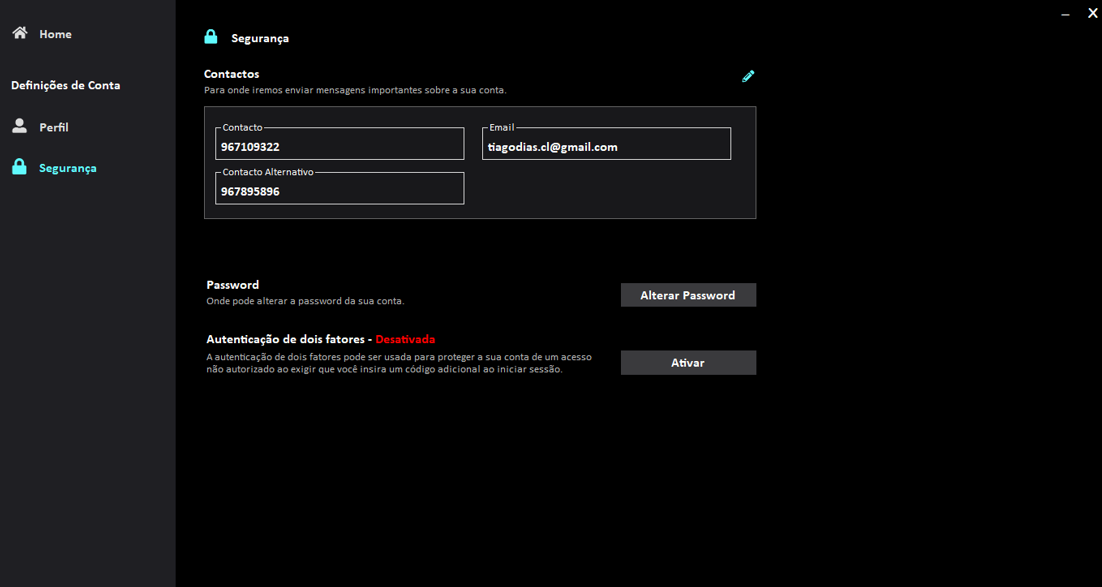 Home
Definições de Conta
Perfil
Segurança
– X
Segurança
Contactos
Para onde iremos enviar mensagens importantes sobre a sua conta.
Contacto
967109322
Email
tiagodias.cl@gmail.com
Contacto Alternativo
967895896
Password
Onde pode alterar a password da sua conta.
Alterar Password
Autenticação de dois fatores - Desativada
A autenticação de dois fatores pode ser usada para proteger a sua conta de um acesso
não autorizado ao exigir que você insira um código adicional ao iniciar sessão.
Ativar